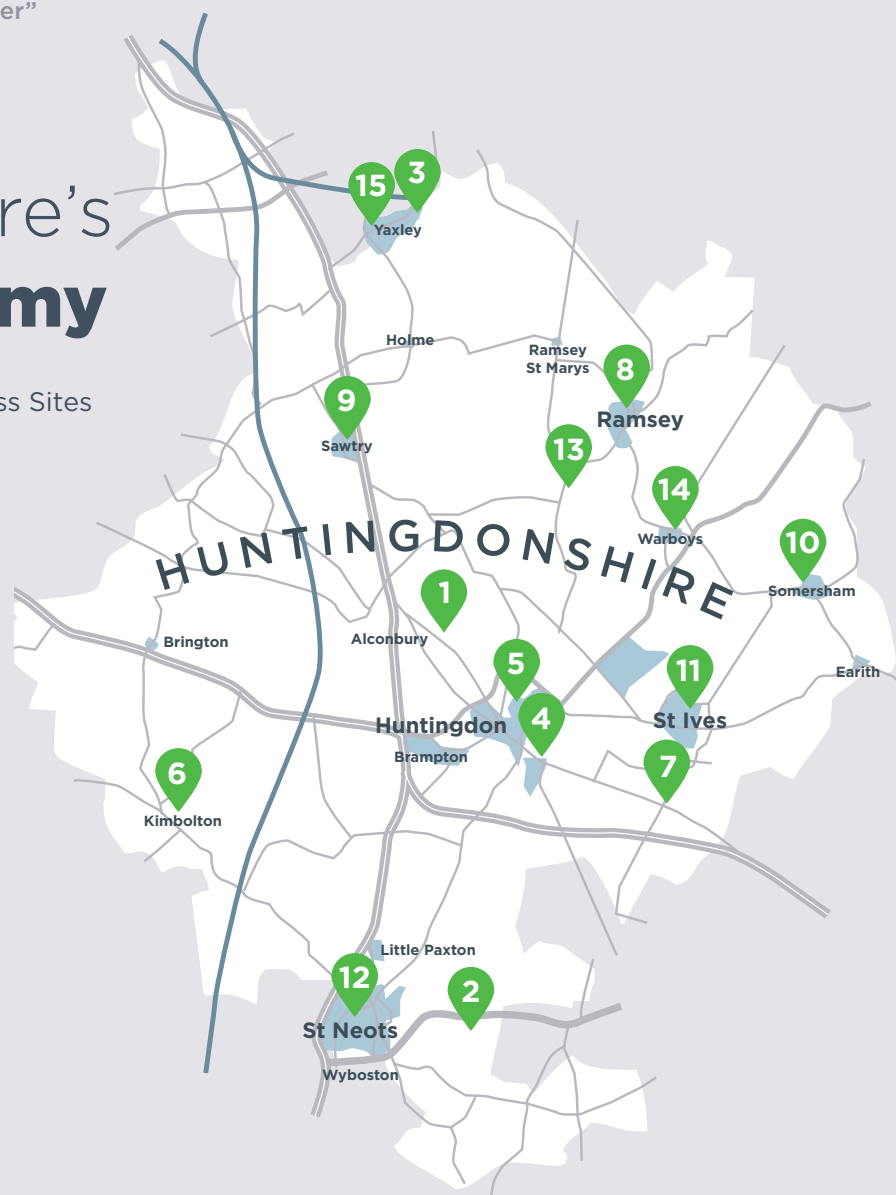 er”
re’s
my
ss Sites
15
3
Yaxley
Holme
Ramsey
St Marys
8
Ramsey
9
Sawtry
13
14
Warboys
10
Somersham
HUNTINGDONSHIRE
1
Alconbury
Brington
5
11
Earith
4
St Ives
Huntingdon
Brampton
7
6
Kimbolton
Little Paxton
12
2
St Neots
Wyboston